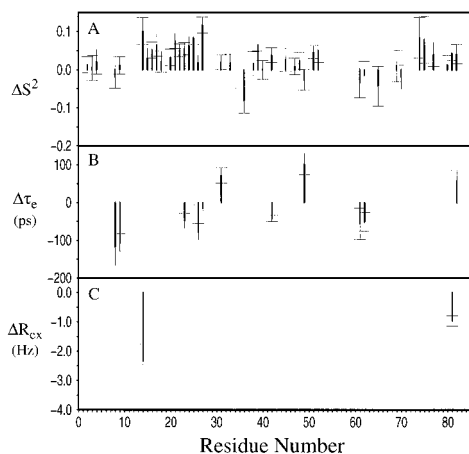 A
0.1
0.0
ΔS²
−0.1
−0.2
B
100
Δτe
0
(ps)
−100
−200
C
0.0
ΔRex
−1.0
(Hz)
−2.0
−3.0
−4.0
0 10 20 30 40 50 60 70 80
Residue Number